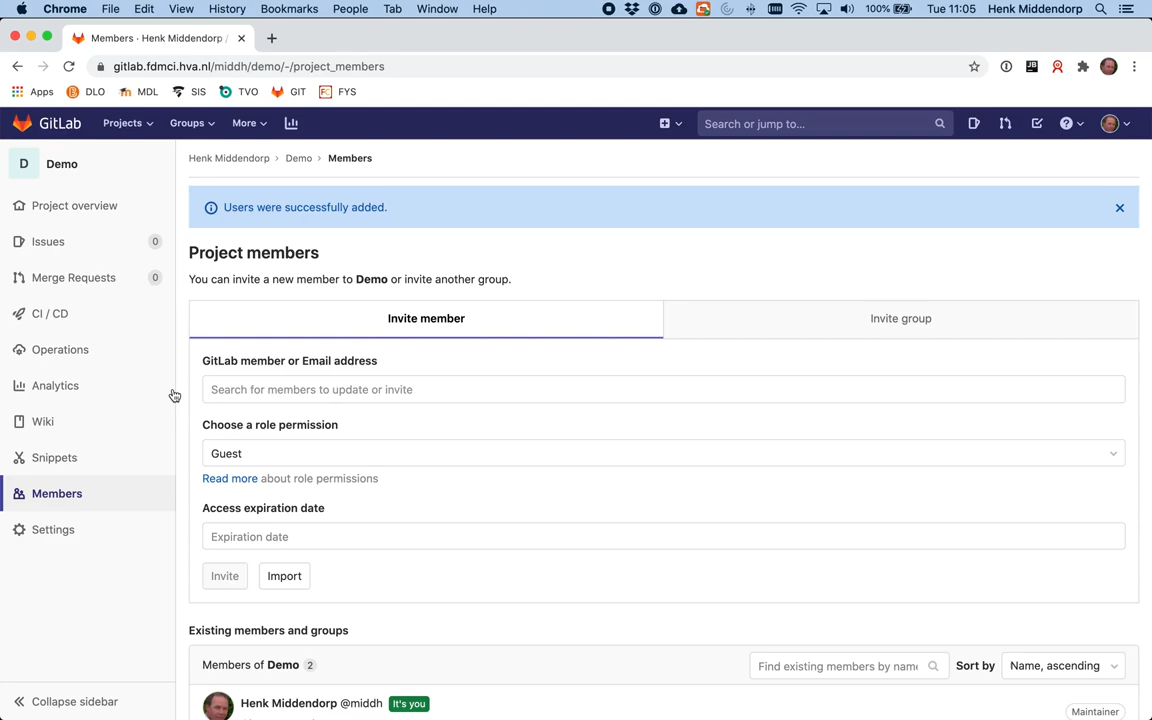 Chrome File Edit View History Bookmarks People Tab Window Help 100% Tue 11:05 Henk Middendorp
Members · Henk Middendorp /
gitlab.fdmci.hva.nl/middh/demo/-/project_members
Apps DLO MDL SIS TVO GIT FYS
GitLab Projects Groups More Search or jump to...
D Demo
Henk Middendorp › Demo › Members
Project overview
Users were successfully added.
Issues 0
Project members
Merge Requests 0
You can invite a new member to Demo or invite another group.
CI / CD
Invite member Invite group
Operations
GitLab member or Email address
Analytics
Search for members to update or invite
Wiki
Choose a role permission
Snippets
Guest
Read more about role permissions
Members
Access expiration date
Settings
Expiration date
Invite Import
Existing members and groups
Members of Demo 2 Find existing members by name Sort by Name, ascending
Collapse sidebar
Henk Middendorp @middh It's you
Maintainer